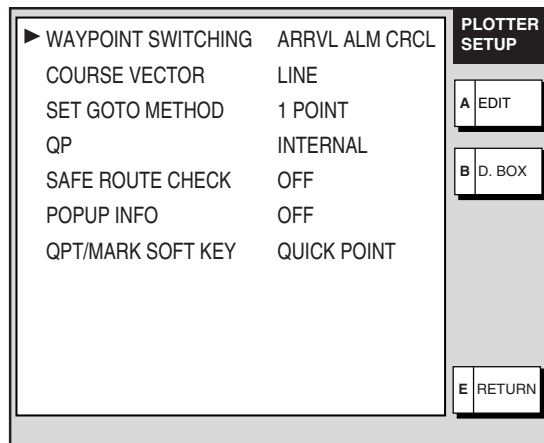 WAYPOINT SWITCHING ARRVL ALM CRCL
COURSE VECTOR LINE
SET GOTO METHOD 1 POINT
QP INTERNAL
SAFE ROUTE CHECK OFF
POPUP INFO OFF
QPT/MARK SOFT KEY QUICK POINT
PLOTTER
SETUP
A EDIT
B D. BOX
E RETURN